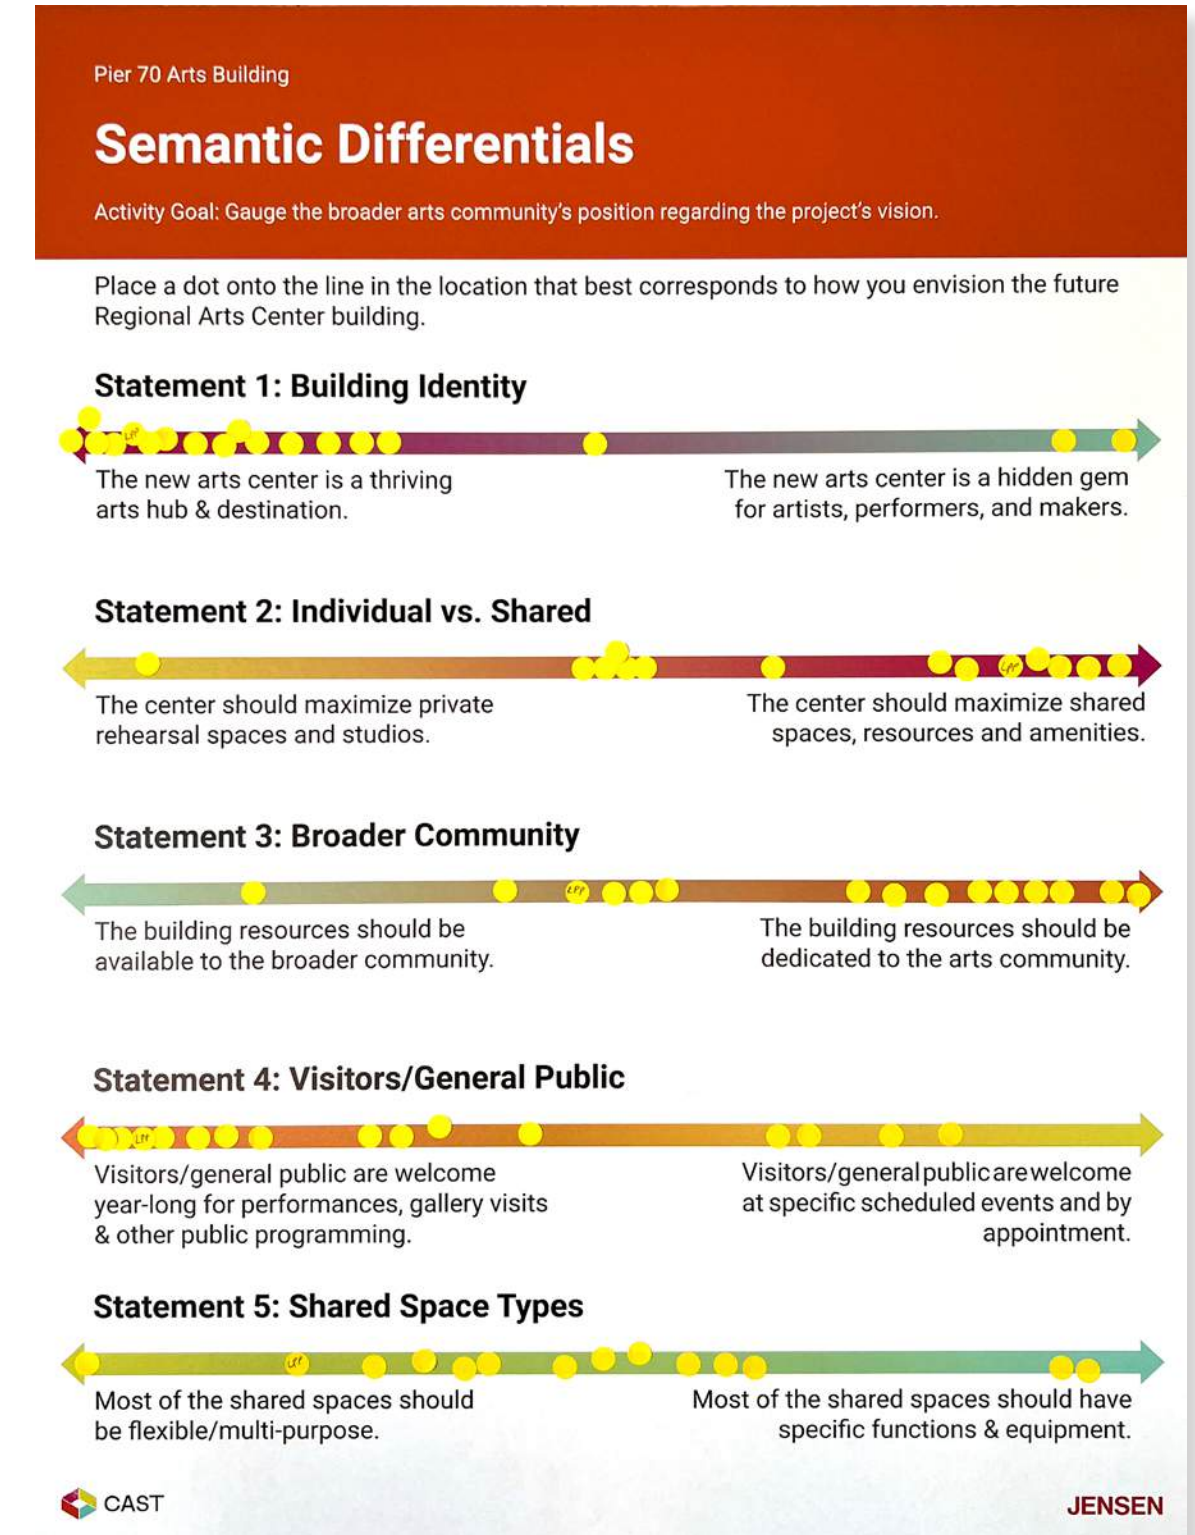 Pier 70 Arts Building
Semantic Differentials
Activity Goal: Gauge the broader arts community's position regarding the project's vision.
Place a dot onto the line in the location that best corresponds to how you envision the future
Regional Arts Center building.
Statement 1: Building Identity
LPP
The new arts center is a thriving
arts hub & destination.
The new arts center is a hidden gem
for artists, performers, and makers.
Statement 2: Individual vs. Shared
LPP
The center should maximize private
rehearsal spaces and studios.
The center should maximize shared
spaces, resources and amenities.
Statement 3: Broader Community
LPP
The building resources should be
available to the broader community.
The building resources should be
dedicated to the arts community.
Statement 4: Visitors/General Public
LPP
Visitors/general public are welcome
year-long for performances, gallery visits
& other public programming.
Visitors/general public are welcome
at specific scheduled events and by
appointment.
Statement 5: Shared Space Types
LPP
Most of the shared spaces should
be flexible/multi-purpose.
Most of the shared spaces should have
specific functions & equipment.
CAST
JENSEN